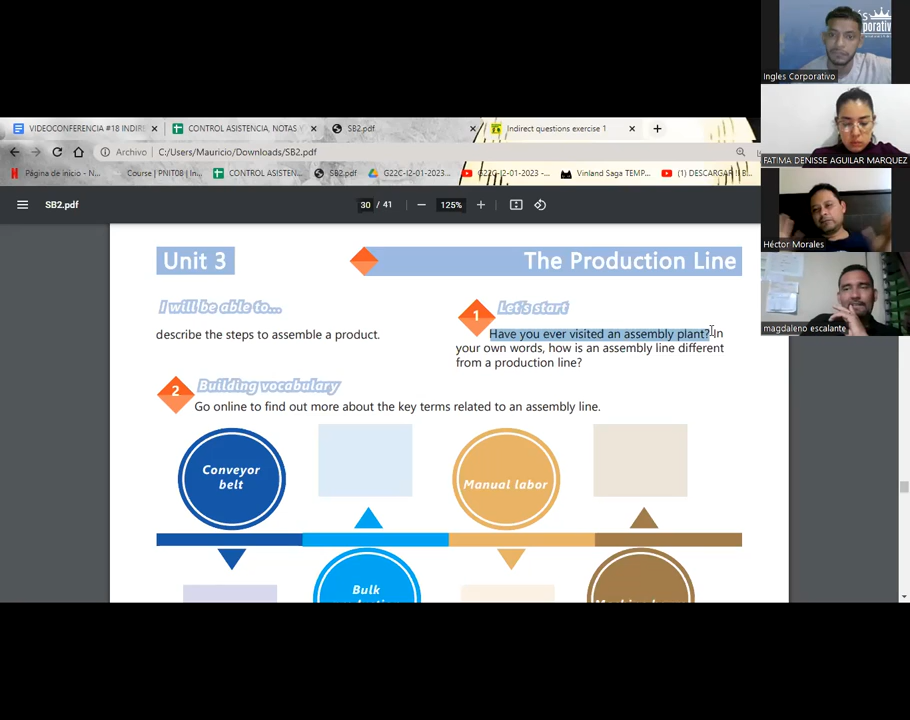 Ingles Corporativo
FATIMA DENISSE AGUILAR MARQUEZ
Héctor Morales
magdaleno escalante
VIDEOCONFERENCIA #18 INDIRE
CONTROL ASISTENCIA, NOTAS Y
SB2.pdf
Indirect questions exercise 1
Archivo
C:/Users/Mauricio/Downloads/SB2.pdf
Página de inicio - N...
Course | PNIT08 | In...
CONTROL ASISTEN...
SB2.pdf
G22C-I2-01-2023 -...
G22C-I2-01-2023 -...
Vinland Saga TEMP...
(1) DESCARGAR !! B...
SB2.pdf
30 / 41
125%
Unit 3
The Production Line
I will be able to...
describe the steps to assemble a product.
1
Let's start
Have you ever visited an assembly plant? In
your own words, how is an assembly line different
from a production line?
2
Building vocabulary
Go online to find out more about the key terms related to an assembly line.
Conveyor
belt
Manual labor
Bulk